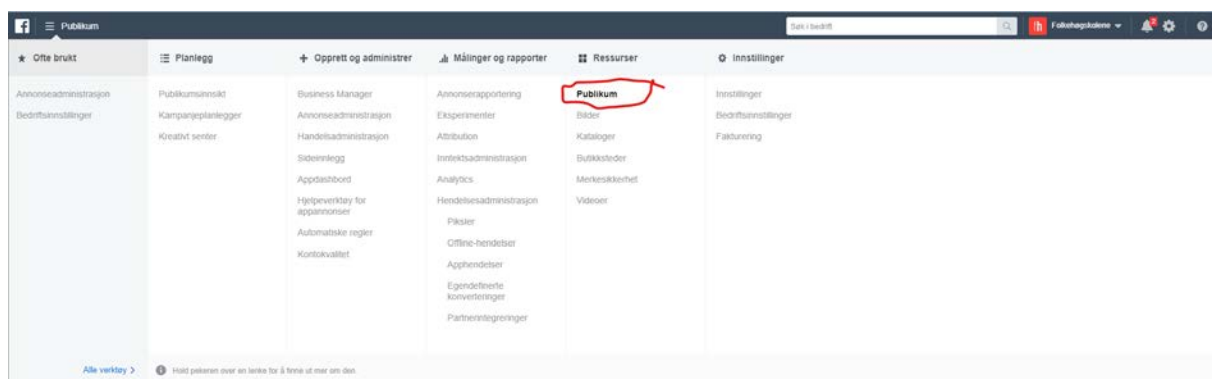 Publikum
Søk i bedrift
Folkehøgskolene
Ofte brukt
Annonseadministrasjon
Bedriftsinnstillinger
Alle verktøy >
Planlegg
Publikumsinnsikt
Kampanjeplanlegger
Kreativt senter
Opprett og administrer
Business Manager
Annonseadministrasjon
Handelsadministrasjon
Sideinnlegg
Appdashbord
Hjelpeverktøy for
appannonser
Automatiske regler
Kontokvalitet
Målinger og rapporter
Annonserapportering
Eksperimenter
Attribution
Inntektsadministrasjon
Analytics
Hendelsesadministrasjon
Piksler
Offline-hendelser
Apphendelser
Egendefinerte
konverteringer
Partnerintegreringer
Ressurser
Publikum
Bilder
Kataloger
Butikksteder
Merkesikkerhet
Videoer
Innstillinger
Innstillinger
Bedriftsinnstillinger
Fakturering
Hold pekeren over en lenke for å finne ut mer om den.